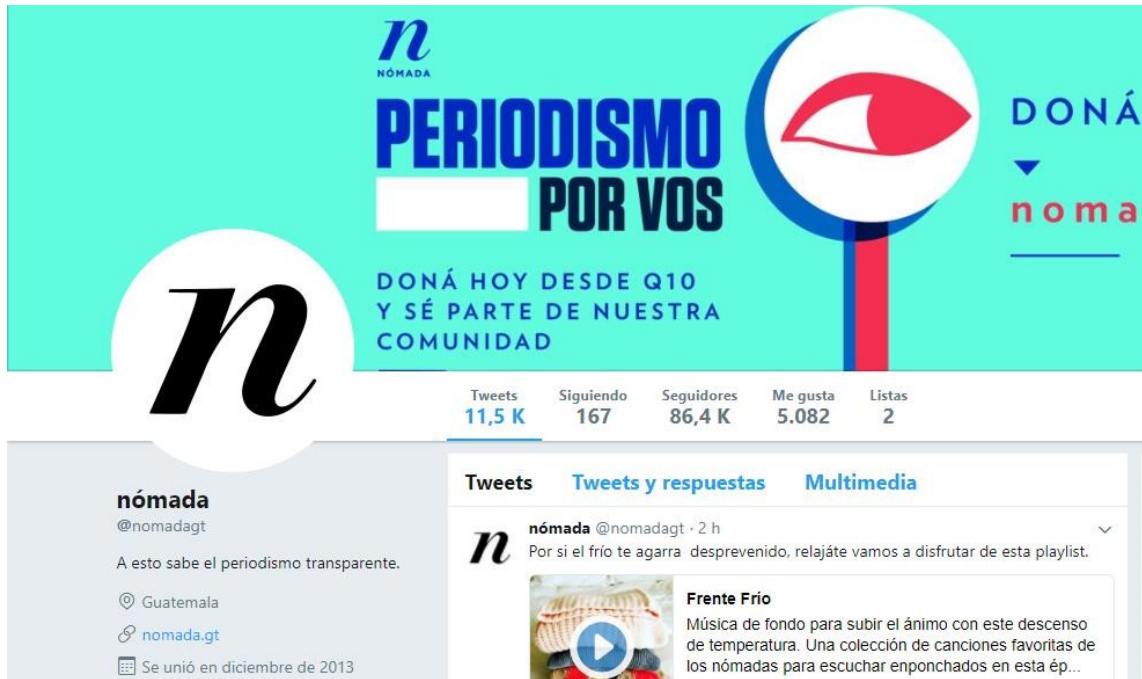 n
NÓMADA
PERIODISMO
POR VOS
DONÁ HOY DESDE Q10
Y SÉ PARTE DE NUESTRA
COMUNIDAD
DONÁ
noma
n
Tweets Siguiendo Seguidores Me gusta Listas
11,5 K 167 86,4 K 5.082 2
nómada
@nomadagt
A esto sabe el periodismo transparente.
Guatemala
nomada.gt
Se unió en diciembre de 2013
Tweets Tweets y respuestas Multimedia
n
nómada @nomadagt · 2 h
Por si el frío te agarra desprevenido, relajáte vamos a disfrutar de esta playlist.
Frente Frío
Música de fondo para subir el ánimo con este descenso
de temperatura. Una colección de canciones favoritas de
los nómadas para escuchar enponchados en esta ép...